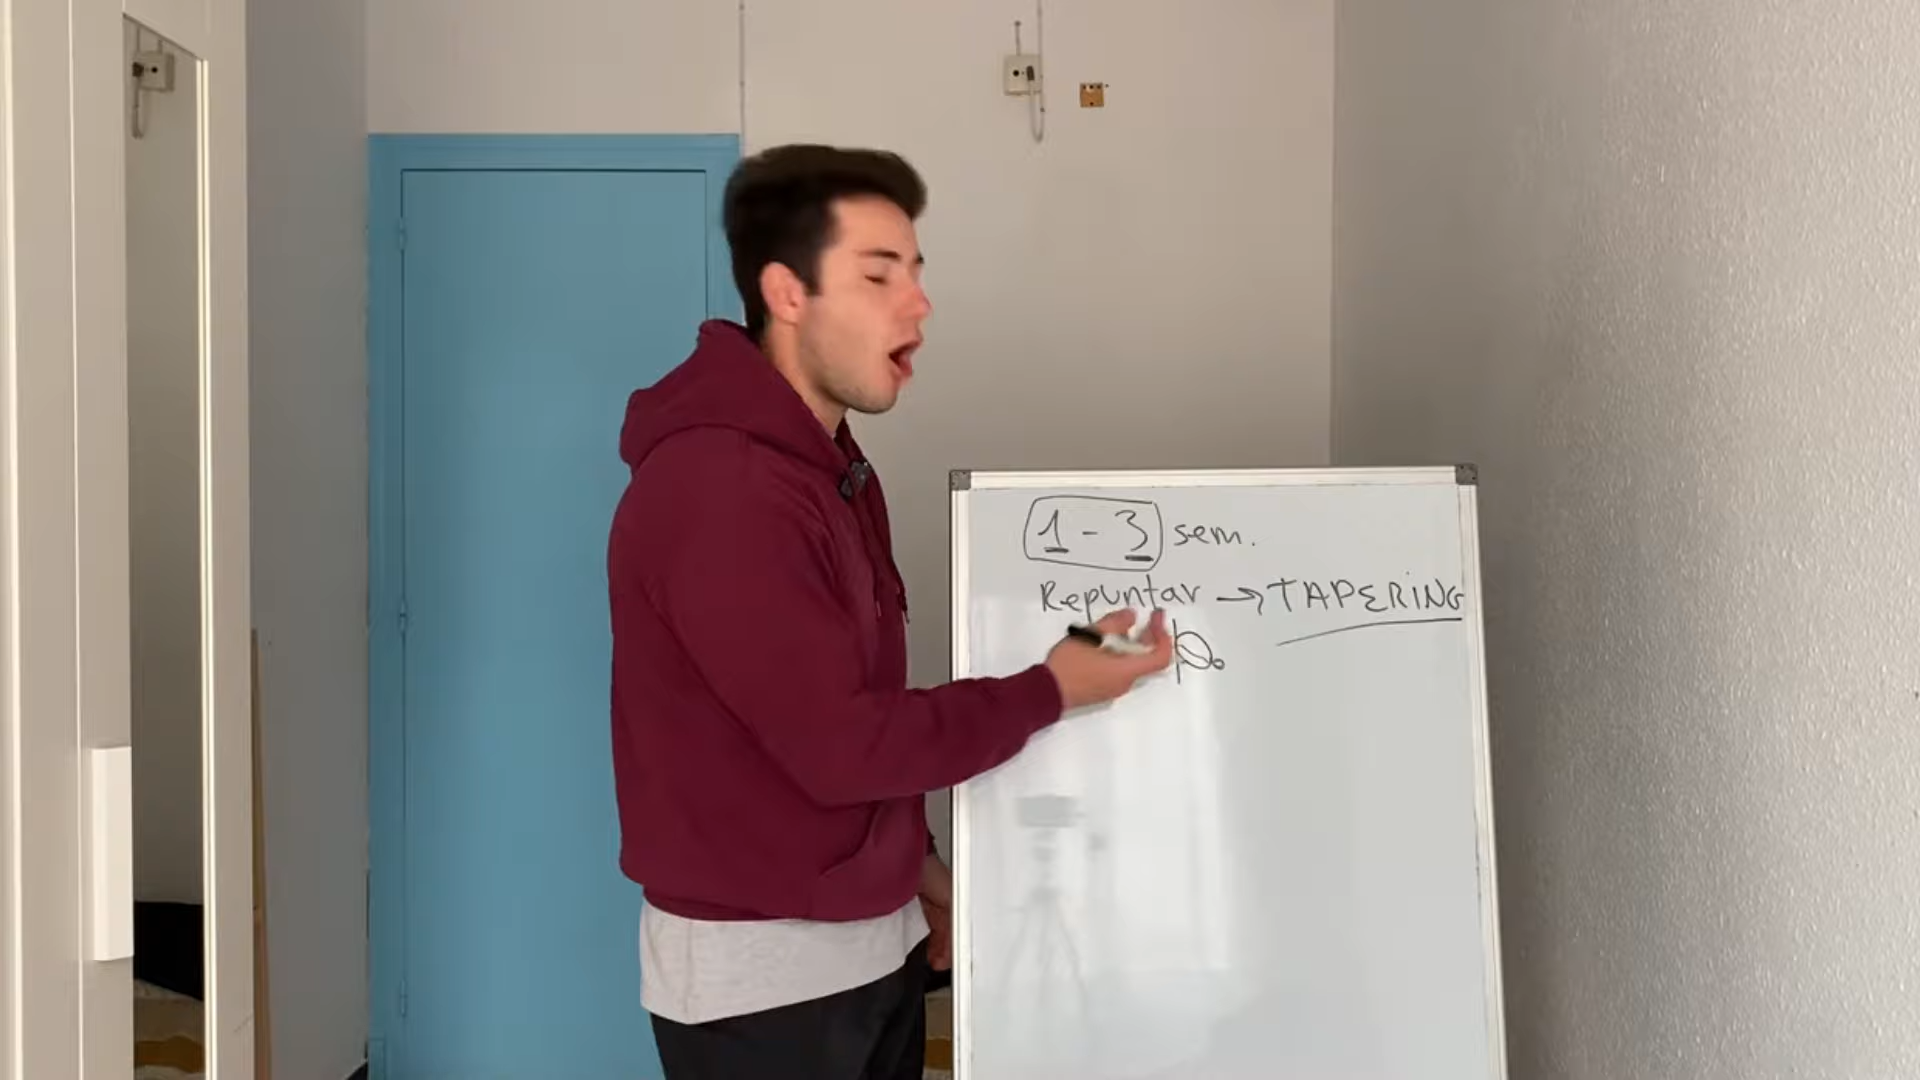 1 - 3 sem.
Repuntar → TAPERiNG